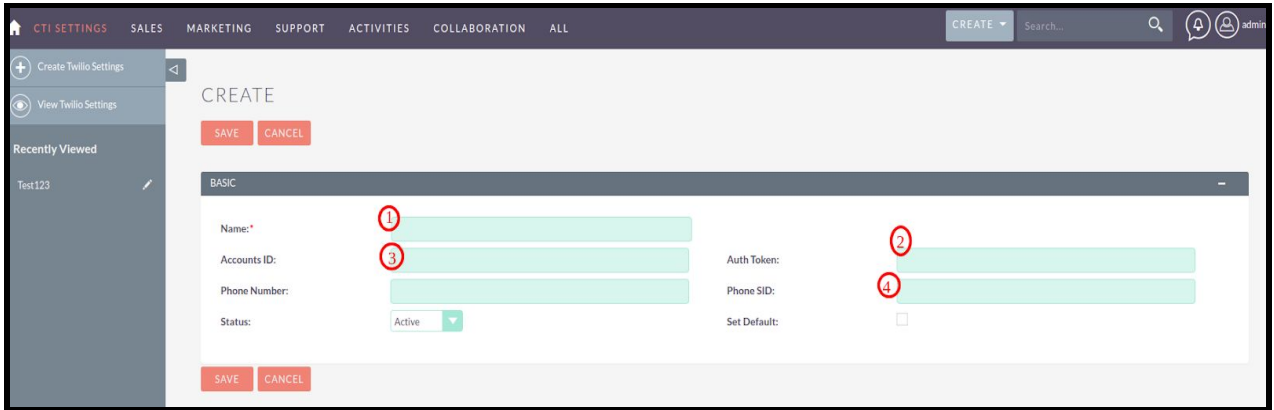 CTI SETTINGS SALES MARKETING SUPPORT ACTIVITIES COLLABORATION ALL CREATE Search... admin
Create Twilio Settings
View Twilio Settings
Recently Viewed
Test123
CREATE
SAVE CANCEL
BASIC
Name:* 1
Accounts ID: 3 Auth Token: 2
Phone Number: Phone SID: 4
Status: Active Set Default:
SAVE CANCEL